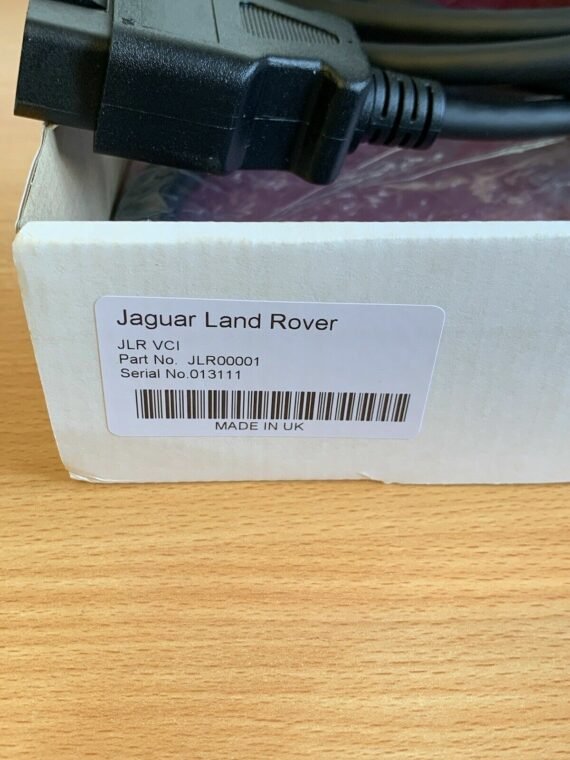 Jaguar Land Rover
JLR VCI
Part No. JLR00001
Serial No.013111
MADE IN UK